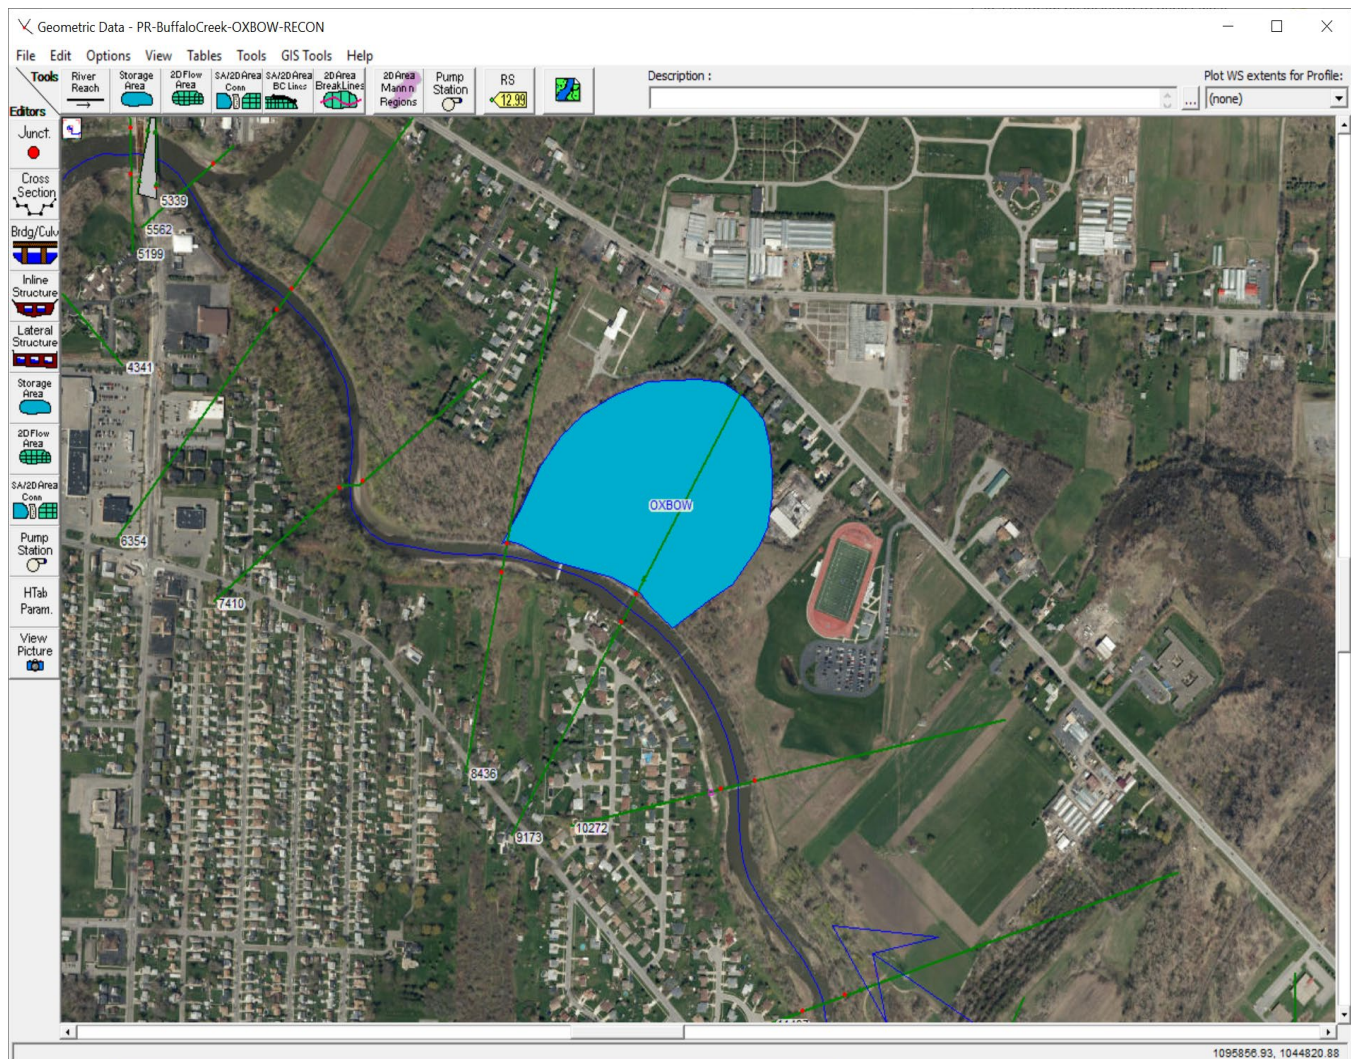 Geometric Data - PR-BuffaloCreek-OXBOW-RECON
File Edit Options View Tables Tools GIS Tools Help
Tools
Editors
River
Reach
Storage
Area
2D Flow
Area
SA/2D Area
Conn
SA/2D Area
BC Lines
2D Area
BreakLines
2D Area
Mann n
Regions
Pump
Station
RS
12.99
Description :
...
Plot WS extents for Profile:
(none)
Junct.
Cross
Section
Brdg/Culv
Inline
Structure
Lateral
Structure
Storage
Area
2D Flow
Area
SA/2D Area
Conn
Pump
Station
HTab
Param.
View
Picture
5339
5562
5199
4341
6354
7410
OXBOW
8436
9173
10272
1095856.93, 1044820.88